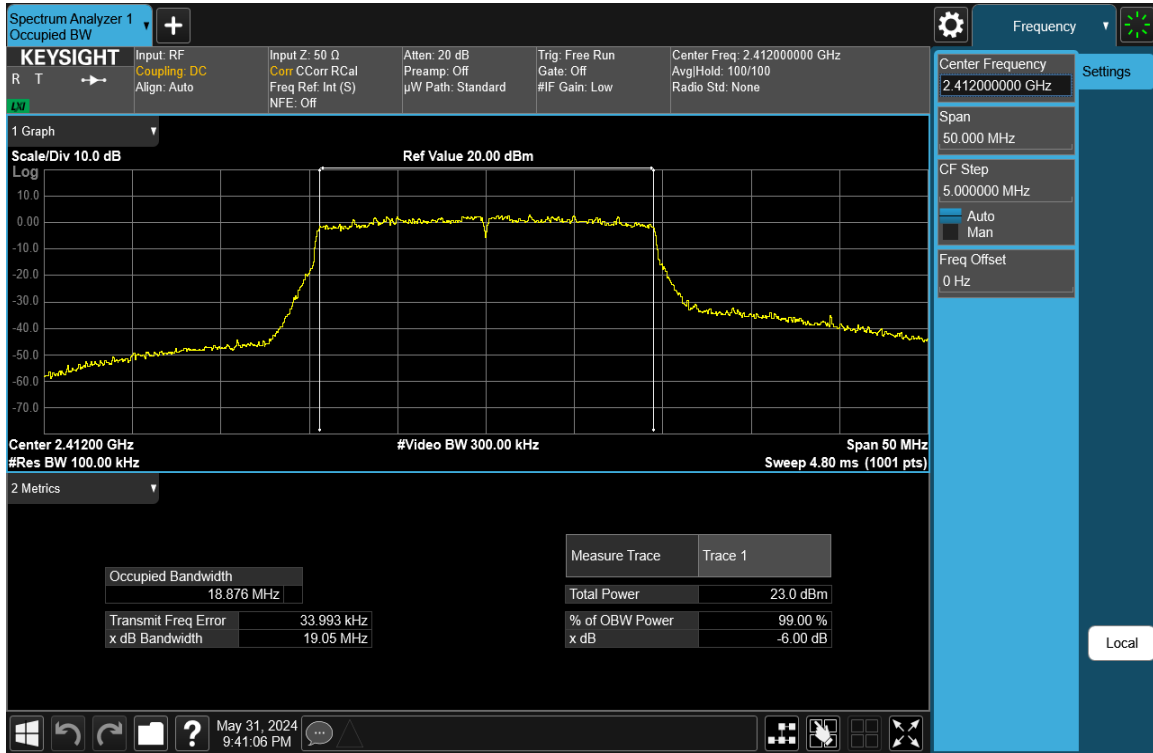 Spectrum Analyzer 1
Occupied BW
Frequency
KEYSIGHT
R T
LXI
Input: RF
Coupling: DC
Align: Auto
Input Z: 50 Ω
Corr CCorr RCal
Freq Ref: Int (S)
NFE: Off
Atten: 20 dB
Preamp: Off
µW Path: Standard
Trig: Free Run
Gate: Off
#IF Gain: Low
Center Freq: 2.412000000 GHz
Avg|Hold: 100/100
Radio Std: None
1 Graph
Scale/Div 10.0 dB
Ref Value 20.00 dBm
Log
10.0
0.00
-10.0
-20.0
-30.0
-40.0
-50.0
-60.0
-70.0
Center 2.41200 GHz
#Video BW 300.00 kHz
Span 50 MHz
#Res BW 100.00 kHz
Sweep 4.80 ms (1001 pts)
2 Metrics
Occupied Bandwidth
18.876 MHz
Transmit Freq Error 33.993 kHz
x dB Bandwidth 19.05 MHz
Measure Trace Trace 1
Total Power 23.0 dBm
% of OBW Power 99.00 %
x dB -6.00 dB
Center Frequency
2.412000000 GHz
Settings
Span
50.000 MHz
CF Step
5.000000 MHz
Auto
Man
Freq Offset
0 Hz
Local
?
May 31, 2024
9:41:06 PM